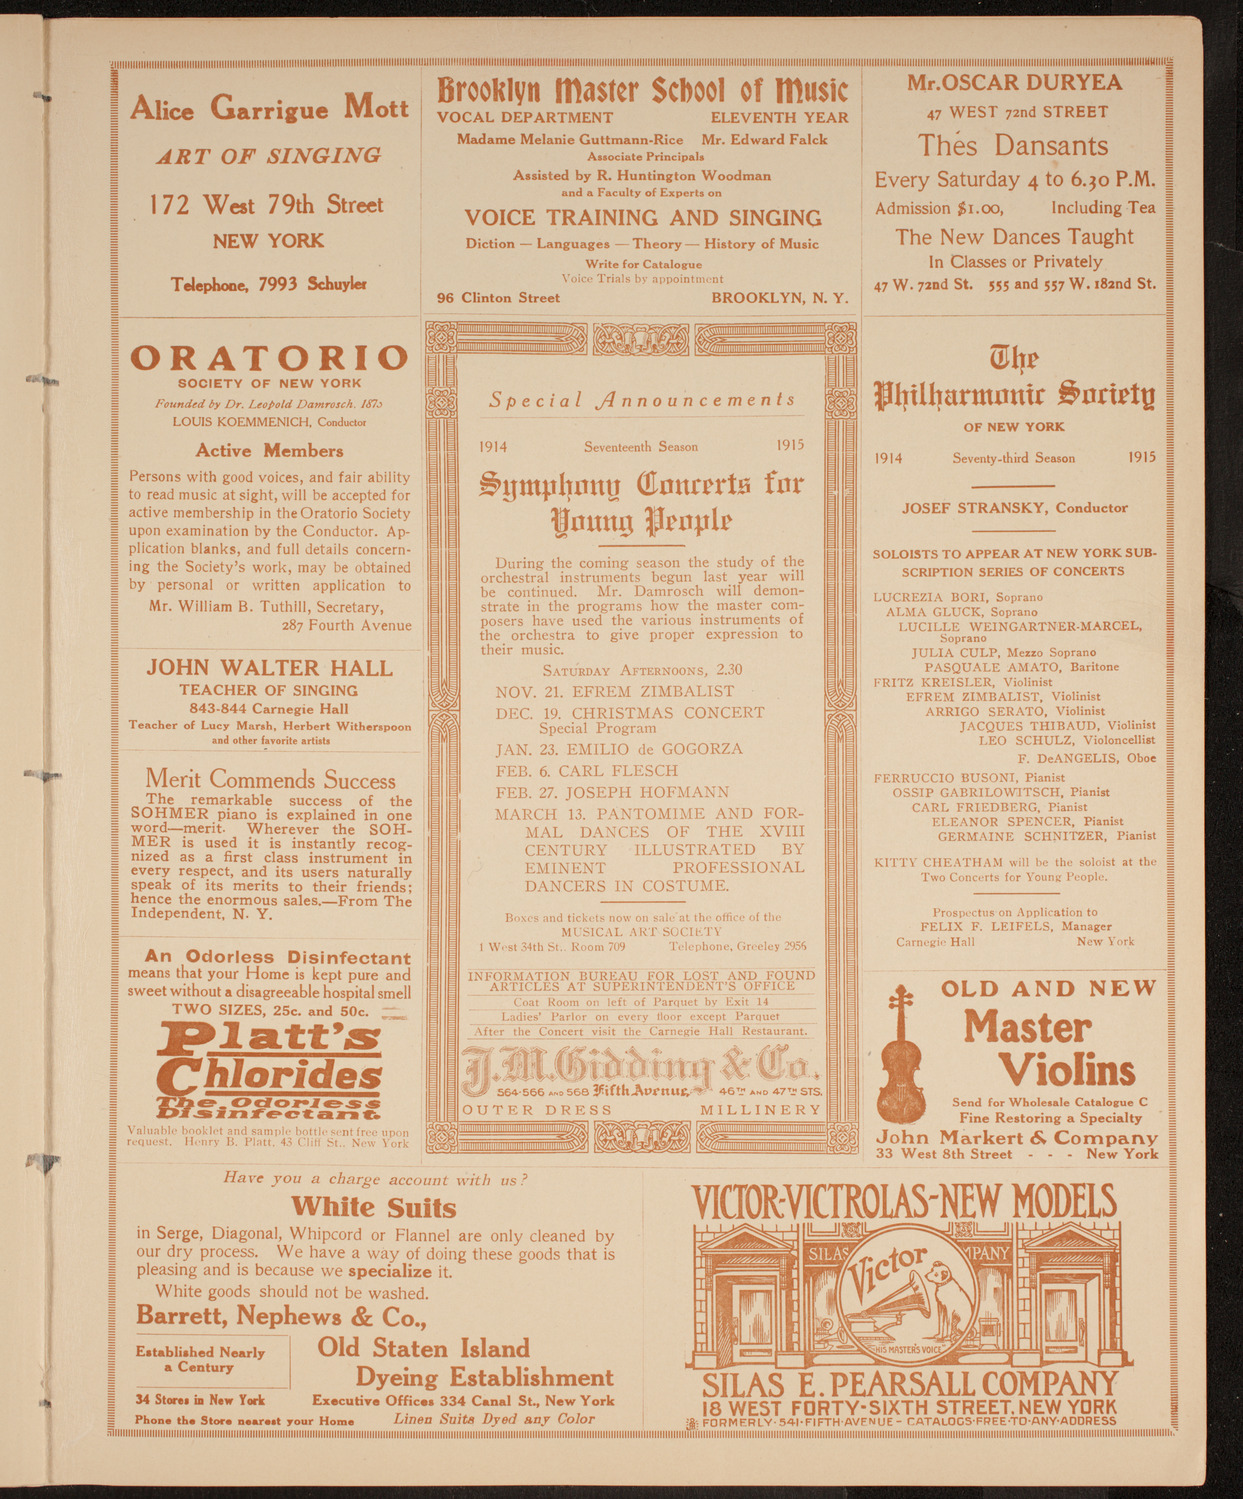 Alice Garrigue Mott
ART OF SINGING
172 West 79th Street
NEW YORK
Telephone, 7993 Schuyler
Brooklyn Master School of Music
VOCAL DEPARTMENT ELEVENTH YEAR
Madame Melanie Guttmann-Rice Mr. Edward Falck
Associate Principals
Assisted by R. Huntington Woodman
and a Faculty of Experts on
VOICE TRAINING AND SINGING
Diction — Languages — Theory — History of Music
Write for Catalogue
Voice Trials by appointment
96 Clinton Street BROOKLYN, N. Y.
Mr. OSCAR DURYEA
47 WEST 72nd STREET
Thés Dansants
Every Saturday 4 to 6.30 P.M.
Admission $1.00, Including Tea
The New Dances Taught
In Classes or Privately
47 W. 72nd St. 555 and 557 W. 182nd St.
ORATORIO
SOCIETY OF NEW YORK
Founded by Dr. Leopold Damrosch. 1873
LOUIS KOEMMENICH, Conductor
Active Members
Persons with good voices, and fair ability
to read music at sight, will be accepted for
active membership in the Oratorio Society
upon examination by the Conductor. Ap-
plication blanks, and full details concern-
ing the Society's work, may be obtained
by personal or written application to
Mr. William B. Tuthill, Secretary,
287 Fourth Avenue
JOHN WALTER HALL
TEACHER OF SINGING
843-844 Carnegie Hall
Teacher of Lucy Marsh, Herbert Witherspoon
and other favorite artists
Merit Commends Success
The remarkable success of the
SOHMER piano is explained in one
word—merit. Wherever the SOH-
MER is used it is instantly recog-
nized as a first class instrument in
every respect, and its users naturally
speak of its merits to their friends;
hence the enormous sales.—From The
Independent, N. Y.
An Odorless Disinfectant
means that your Home is kept pure and
sweet without a disagreeable hospital smell
TWO SIZES, 25c. and 50c.
Platt's
Chlorides
The Odorless
Disinfectant.
Valuable booklet and sample bottle sent free upon
request. Henry B. Platt, 43 Cliff St., New York
Special Announcements
1914 Seventeenth Season 1915
Symphony Concerts for
Young People
During the coming season the study of the
orchestral instruments begun last year will
be continued. Mr. Damrosch will demon-
strate in the programs how the master com-
posers have used the various instruments of
the orchestra to give proper expression to
their music.
SATURDAY AFTERNOONS, 2.30
NOV. 21. EFREM ZIMBALIST
DEC. 19. CHRISTMAS CONCERT
Special Program
JAN. 23. EMILIO de GOGORZA
FEB. 6. CARL FLESCH
FEB. 27. JOSEPH HOFMANN
MARCH 13. PANTOMIME AND FOR-
MAL DANCES OF THE XVIII
CENTURY ILLUSTRATED BY
EMINENT PROFESSIONAL
DANCERS IN COSTUME.
Boxes and tickets now on sale at the office of the
MUSICAL ART SOCIETY
1 West 34th St., Room 709 Telephone, Greeley 2956
INFORMATION BUREAU FOR LOST AND FOUND
ARTICLES AT SUPERINTENDENT'S OFFICE
Coat Room on left of Parquet by Exit 14
Ladies' Parlor on every floor except Parquet
After the Concert visit the Carnegie Hall Restaurant.
J. M. Gidding & Co.
564-566 AND 568 Fifth Avenue, 46TH AND 47TH STS.
OUTER DRESS MILLINERY
The
Philharmonic Society
OF NEW YORK
1914 Seventy-third Season 1915
JOSEF STRANSKY, Conductor
SOLOISTS TO APPEAR AT NEW YORK SUB-
SCRIPTION SERIES OF CONCERTS
LUCREZIA BORI, Soprano
ALMA GLUCK, Soprano
LUCILLE WEINGARTNER-MARCEL,
Soprano
JULIA CULP, Mezzo Soprano
PASQUALE AMATO, Baritone
FRITZ KREISLER, Violinist
EFREM ZIMBALIST, Violinist
ARRIGO SERATO, Violinist
JACQUES THIBAUD, Violinist
LEO SCHULZ, Violoncellist
F. DeANGELIS, Oboe
FERRUCCIO BUSONI, Pianist
OSSIP GABRILOWITSCH, Pianist
CARL FRIEDBERG, Pianist
ELEANOR SPENCER, Pianist
GERMAINE SCHNITZER, Pianist
KITTY CHEATHAM will be the soloist at the
Two Concerts for Young People.
Prospectus on Application to
FELIX F. LEIFELS, Manager
Carnegie Hall New York
OLD AND NEW
Master
Violins
Send for Wholesale Catalogue C
Fine Restoring a Specialty
John Markert & Company
33 West 8th Street - - - New York
Have you a charge account with us?
White Suits
in Serge, Diagonal, Whipcord or Flannel are only cleaned by
our dry process. We have a way of doing these goods that is
pleasing and is because we specialize it.
White goods should not be washed.
Barrett, Nephews & Co.,
Old Staten Island
Dyeing Establishment
Established Nearly
a Century
34 Stores in New York Executive Offices 334 Canal St., New York
Phone the Store nearest your Home Linen Suits Dyed any Color
VICTOR-VICTROLAS-NEW MODELS
SILAS MPANY
Victor
"HIS MASTER'S VOICE"
SILAS E. PEARSALL COMPANY
18 WEST FORTY-SIXTH STREET, NEW YORK
FORMERLY·541·FIFTH·AVENUE - CATALOGS·FREE·TO·ANY·ADDRESS